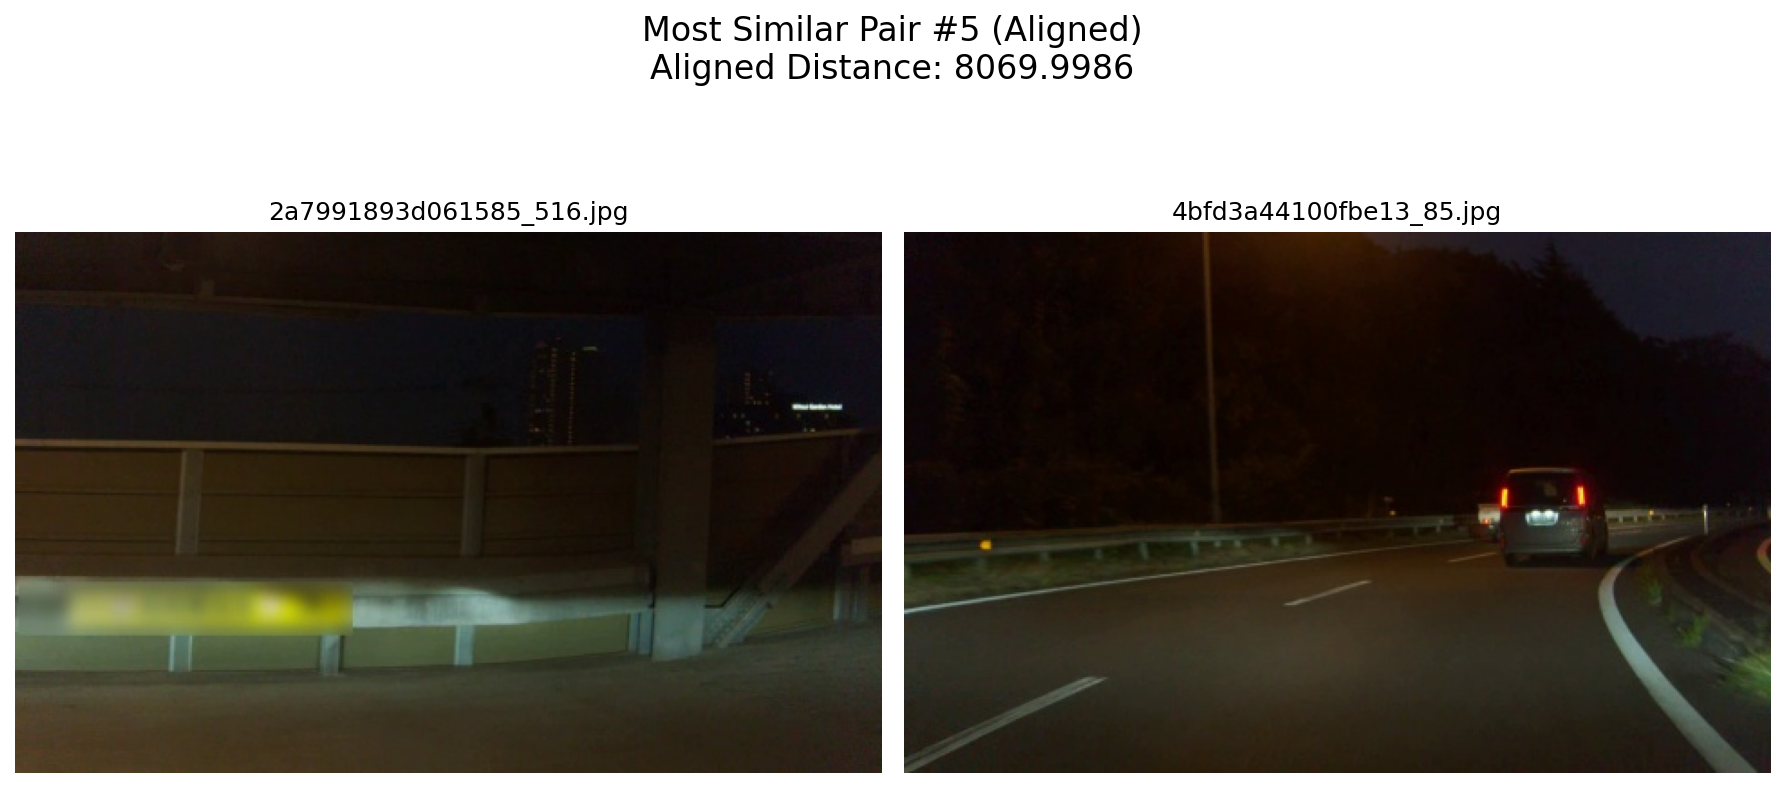 Most Similar Pair #5 (Aligned)
Aligned Distance: 8069.9986
2a7991893d061585_516.jpg
4bfd3a44100fbe13_85.jpg